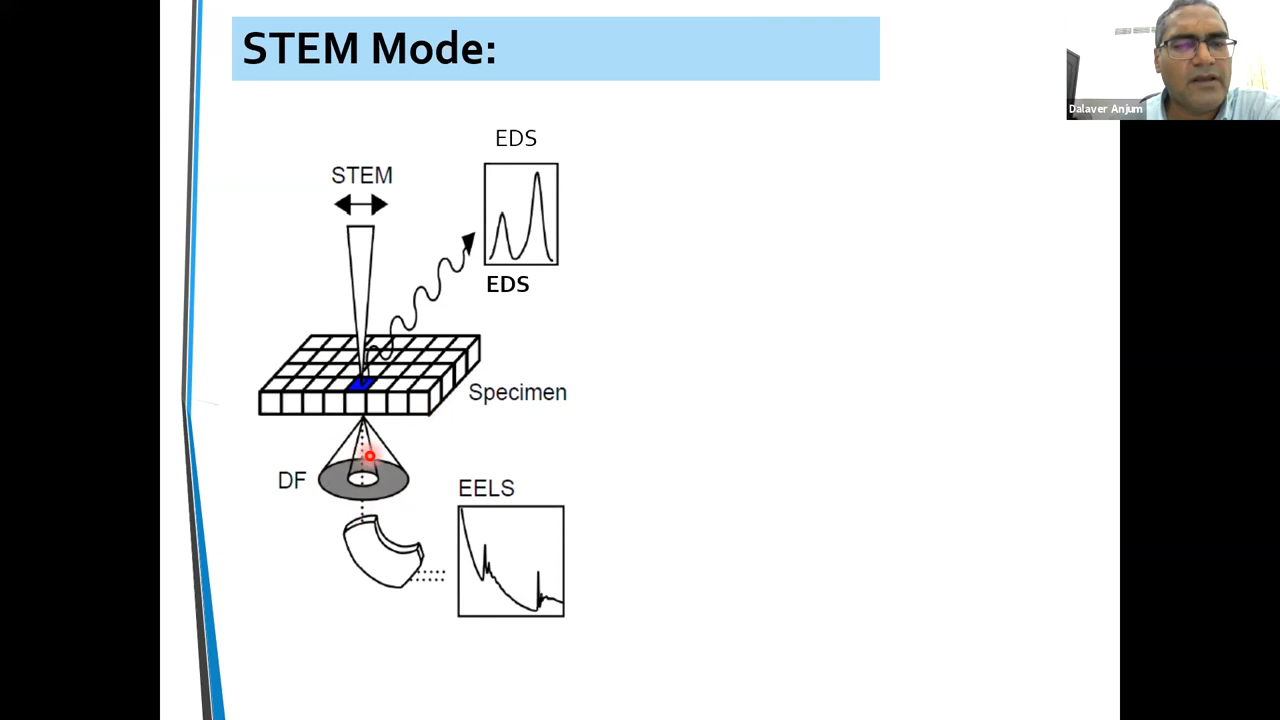 STEM Mode:
Dalaver Anjum
EDS
STEM
EDS
Specimen
DF
EELS